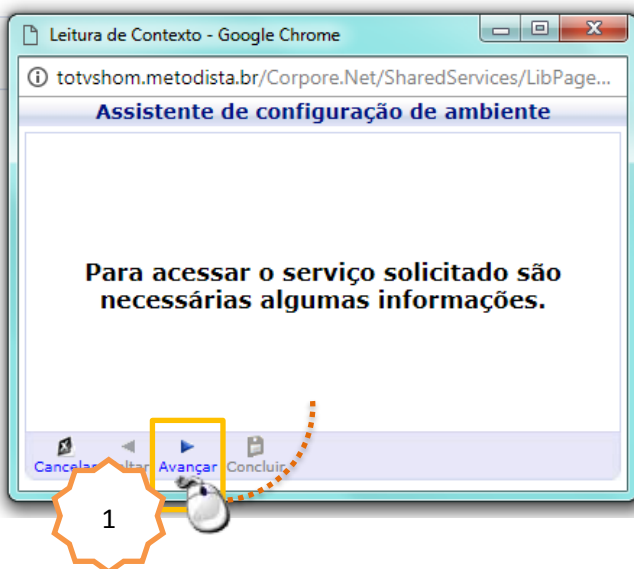 Leitura de Contexto - Google Chrome
totvshom.metodista.br/Corpore.Net/SharedServices/LibPage...
Assistente de configuração de ambiente
Para acessar o serviço solicitado são
necessárias algumas informações.
Cancelar Voltar Avançar Concluir
1